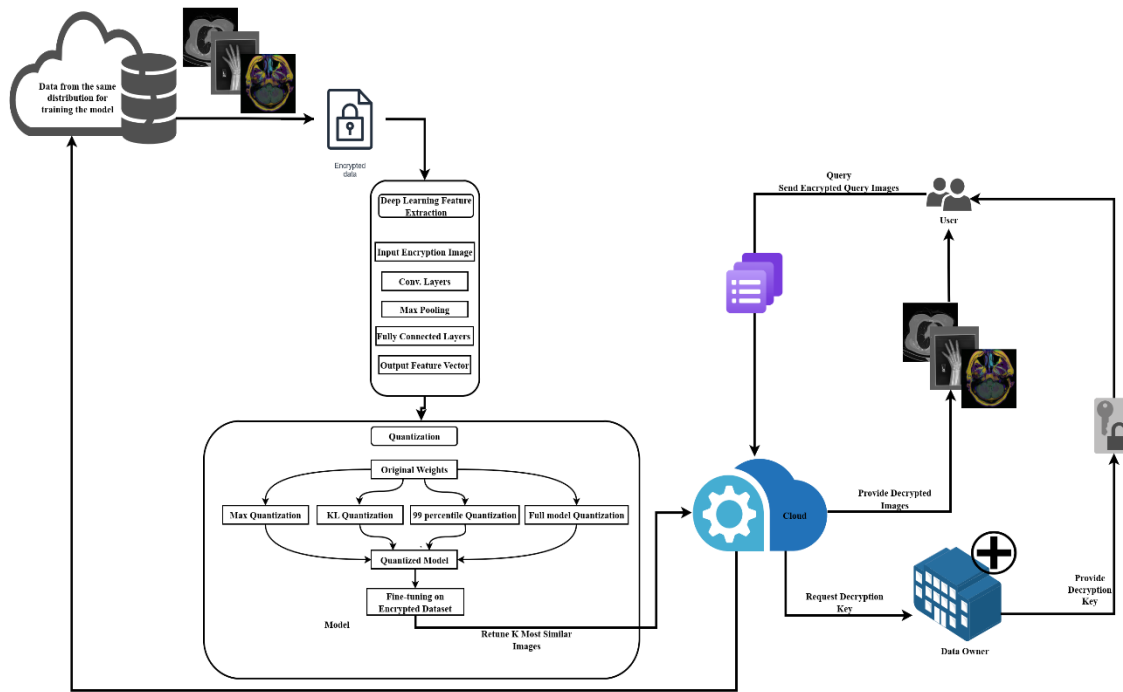 Data from the same
distribution for
training the model
Encrypted
data
Deep Learning Feature
Extraction
Input Encryption Image
Conv. Layers
Max Pooling
Fully Connected Layers
Output Feature Vector
Quantization
Original Weights
Max Quantization
KL Quantization
99 percentile Quantization
Full model Quantization
Quantized Model
Fine-tuning on
Encrypted Dataset
Model
Retune K Most Similar
Images
Query
Send Encrypted Query Images
User
Cloud
Provide Decrypted
Images
Request Decryption
Key
Data Owner
Provide
Decryption
Key